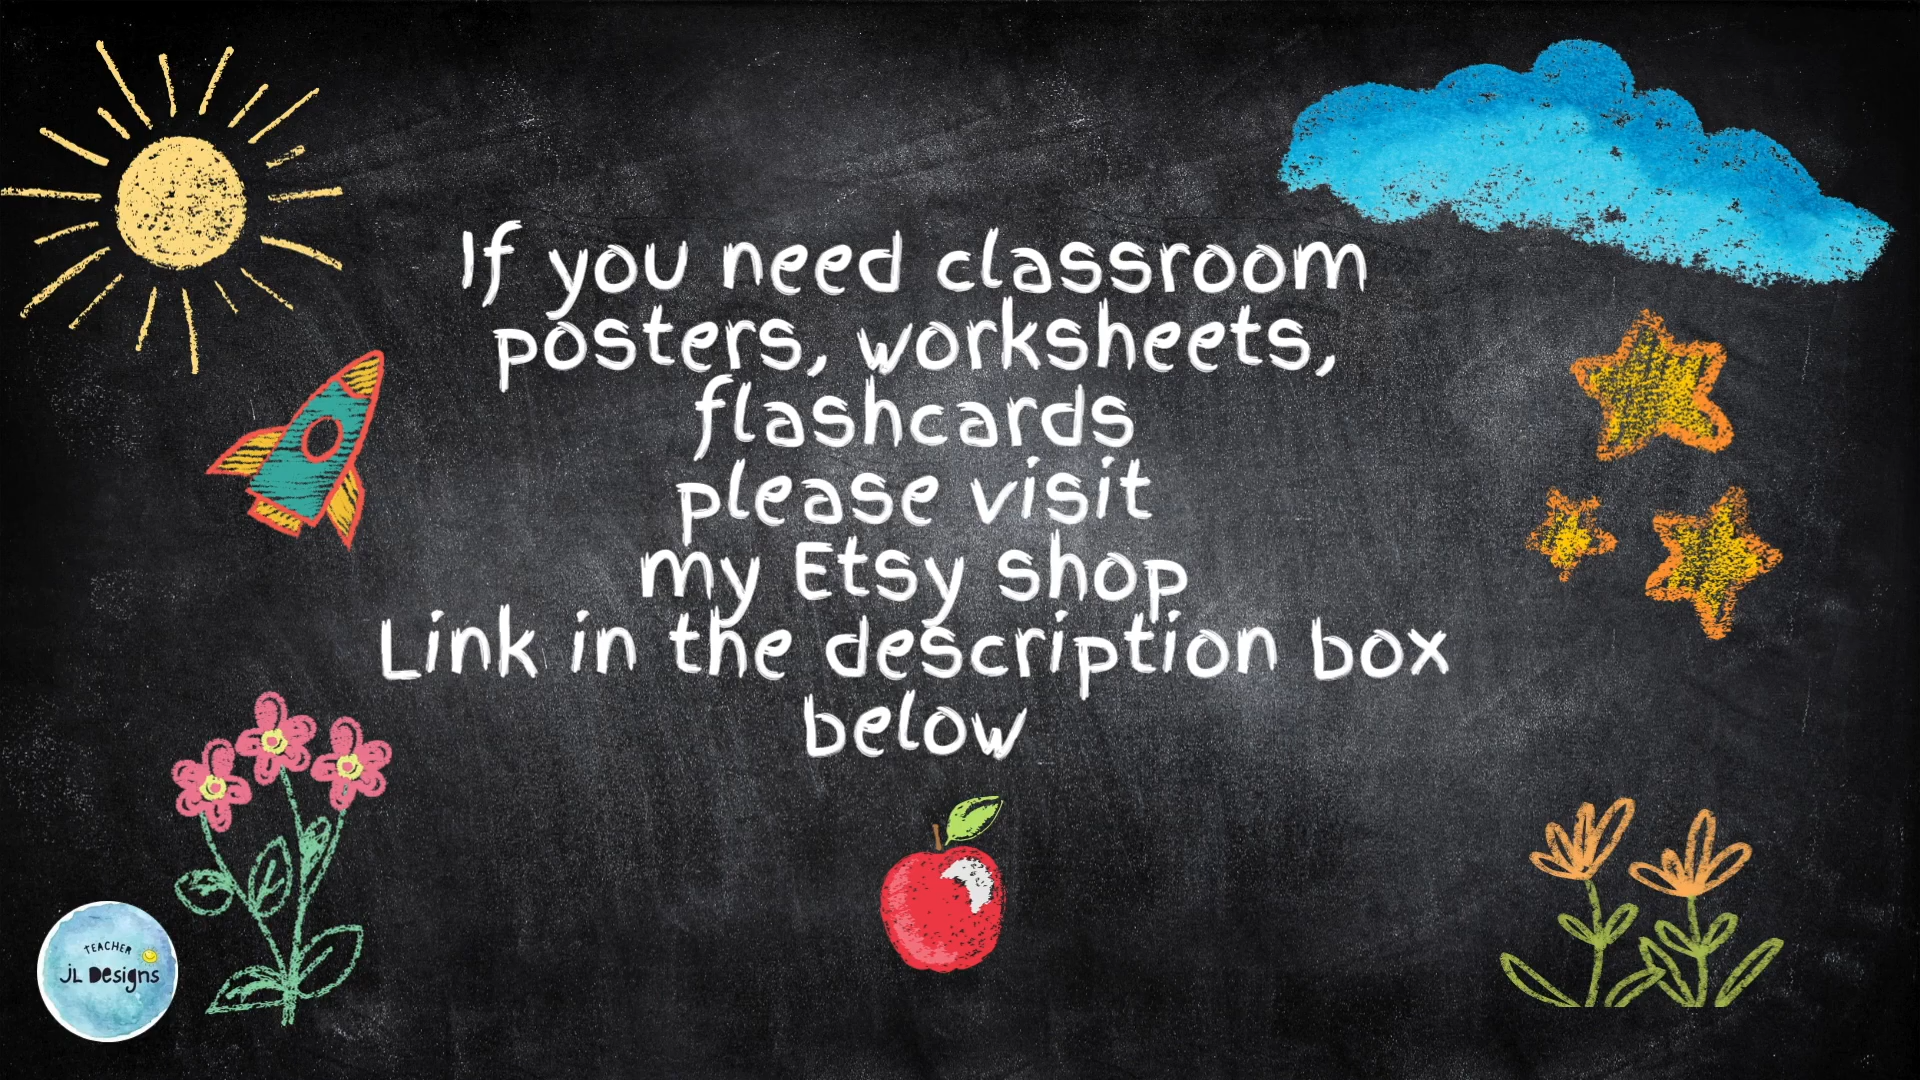 If you need classroom
posters, worksheets,
flashcards
please visit
my Etsy shop
Link in the description box
below
TEACHER
JL Designs